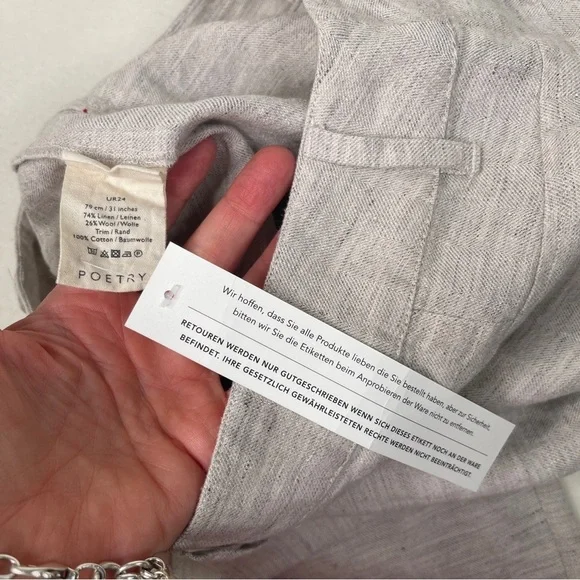 UK24
79 cm / 31 inches
74% Linen / Leinen
26% Wool / Wolle
Trim / Rand
100% Cotton / Baumwolle
POETRY
Wir hoffen, dass Sie alle Produkte lieben die Sie bestellt haben, aber zur Sicherheit,
bitten wir Sie die Etiketten beim Anprobieren der Ware nicht zu entfernen.
RETOUREN WERDEN NUR GUTGESCHRIEBEN WENN SICH DIESES ETIKETT NOCH AN DER WARE
BEFINDET. IHRE GESETZLICH GEWÄHRLEISTETEN RECHTE WERDEN NICHT BEEINTRÄCHTIGT.